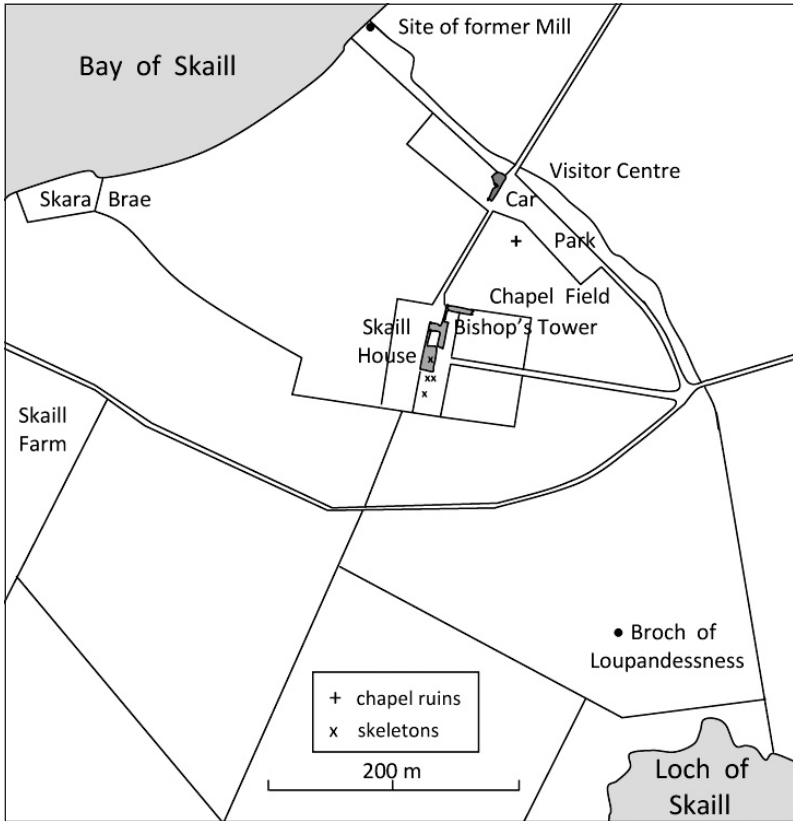 Site of former Mill
Bay of Skaill
Visitor Centre
Skara Brae
Car
Park
Chapel Field
Skaill
House
Bishop's Tower
Skaill
Farm
Broch of
Loupandessness
+ chapel ruins
x skeletons
200 m
Loch of
Skaill